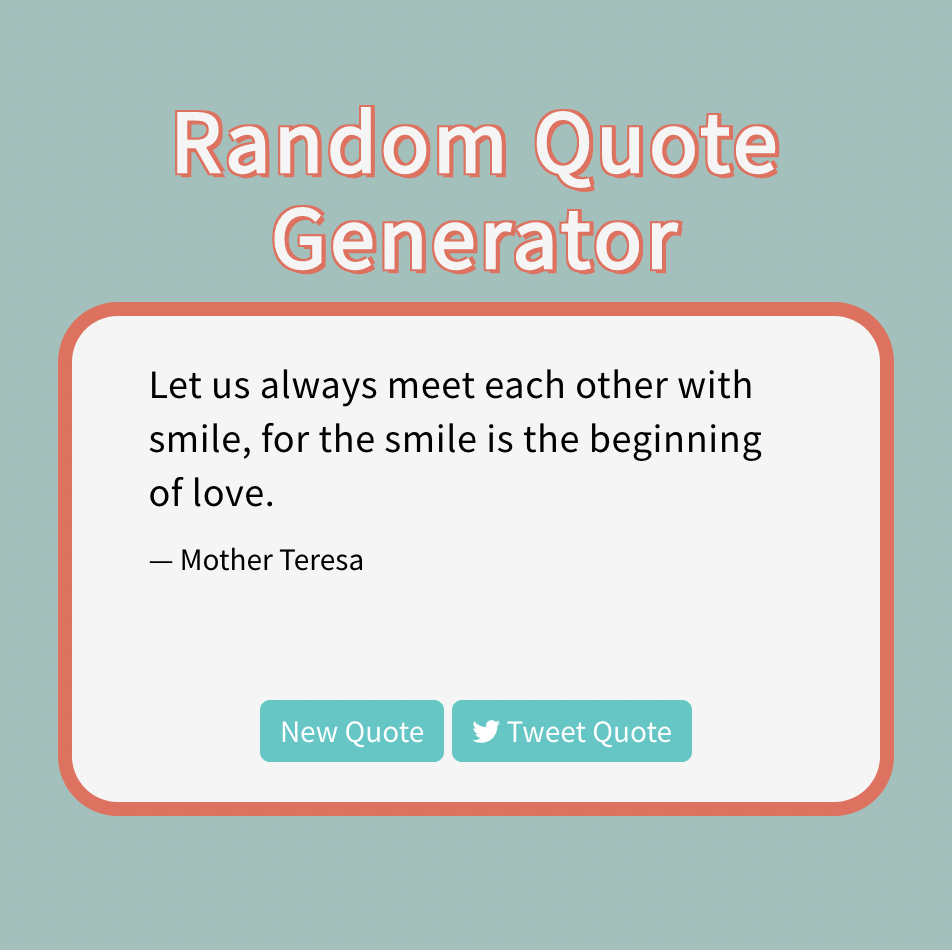 Random Quote
Generator
Let us always meet each other with
smile, for the smile is the beginning
of love.
— Mother Teresa
New Quote
Tweet Quote